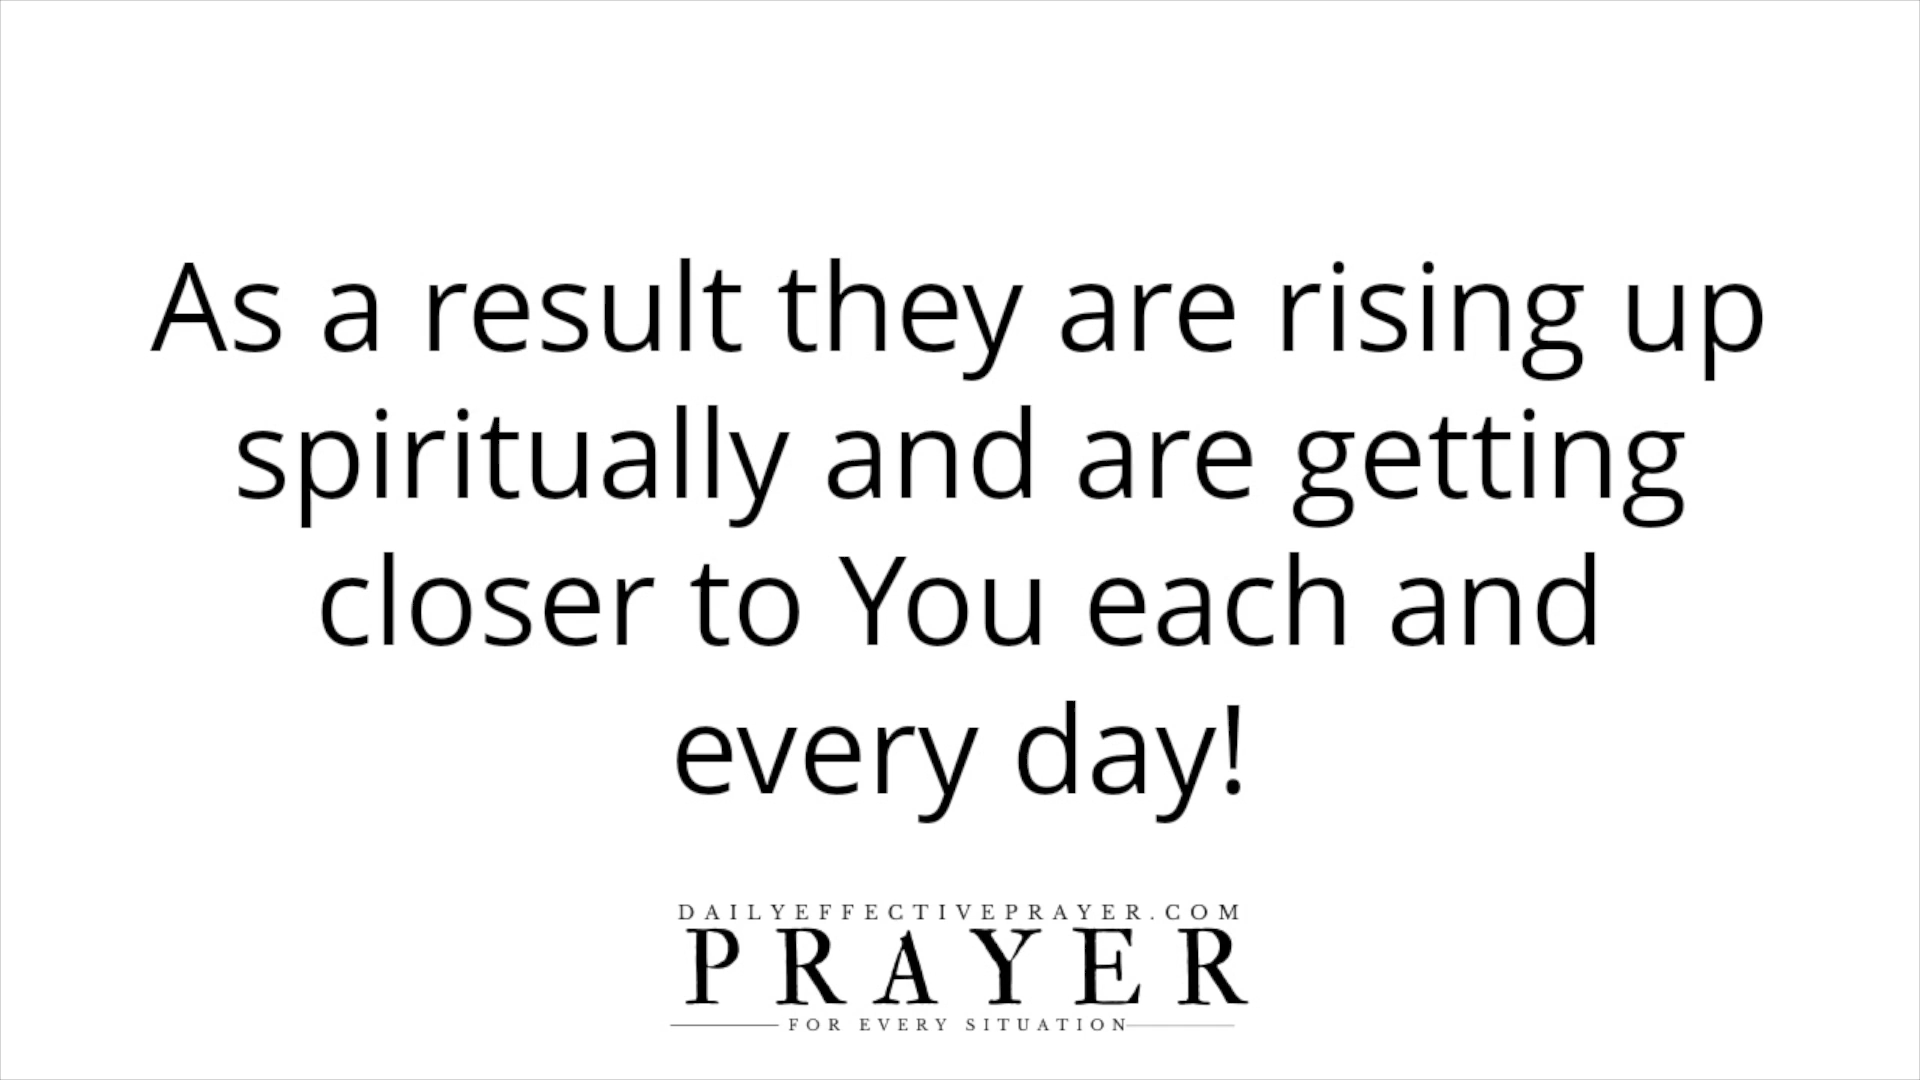 As a result they are rising up
spiritually and are getting
closer to You each and
every day!
DAILYEFFECTIVEPRAYER.COM
PRAYER
FOR EVERY SITUATION